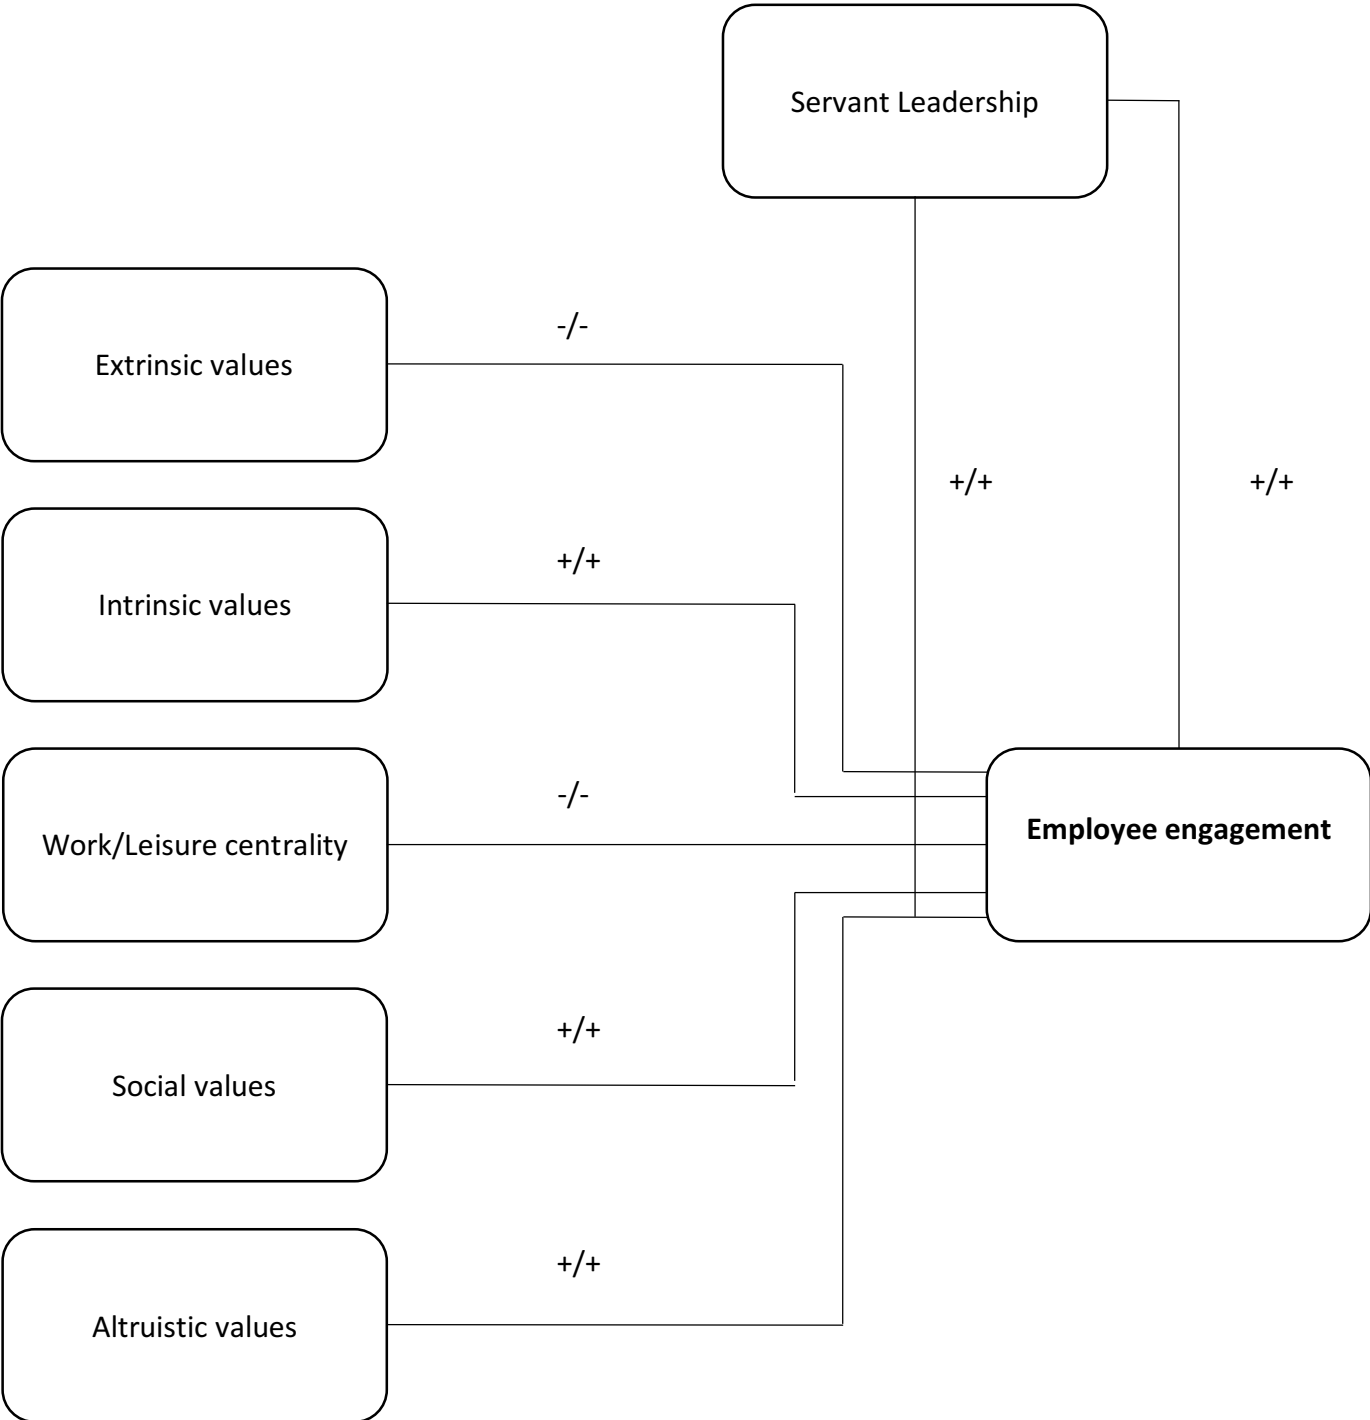 Servant Leadership
-/-
Extrinsic values
+/+
+/+
+/+
Intrinsic values
-/-
Employee engagement
Work/Leisure centrality
+/+
Social values
+/+
Altruistic values